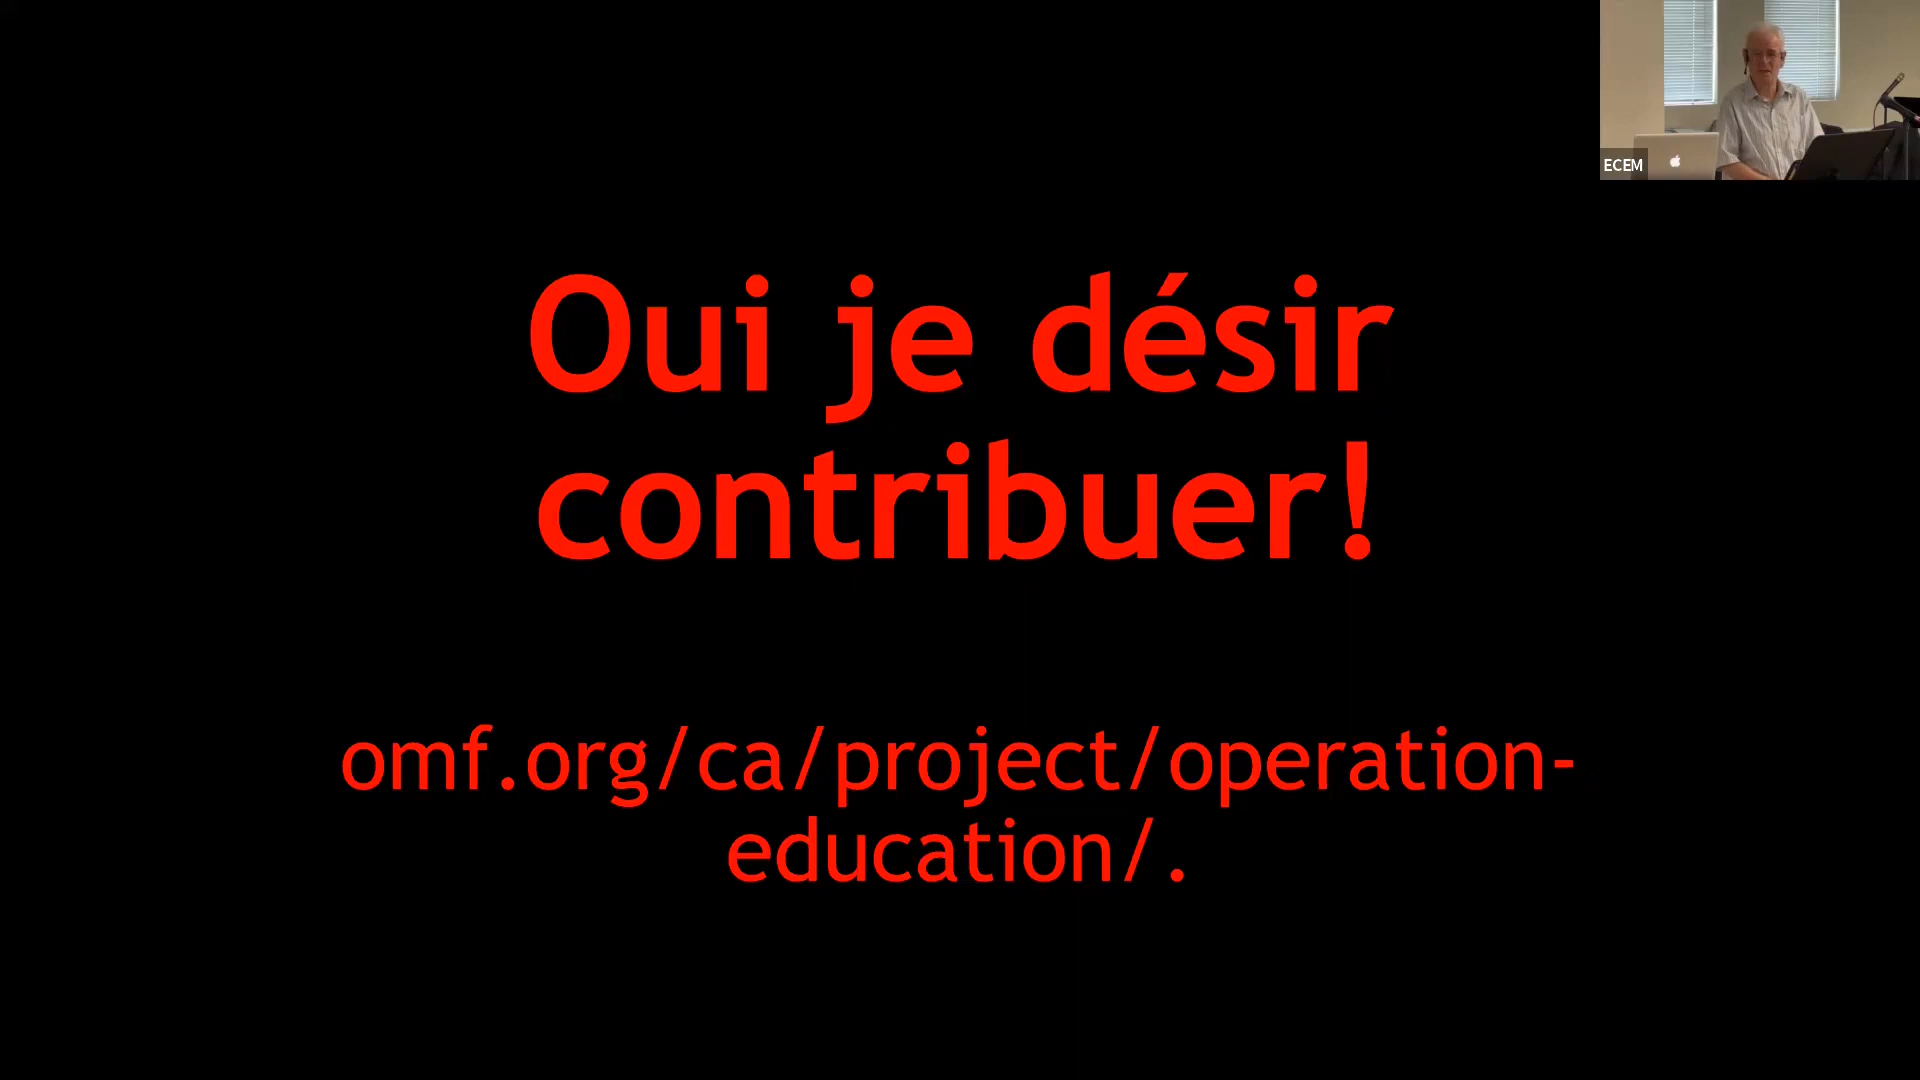 ECEM
Oui je désir
contribuer!
omf.org/ca/project/operation-
education/.